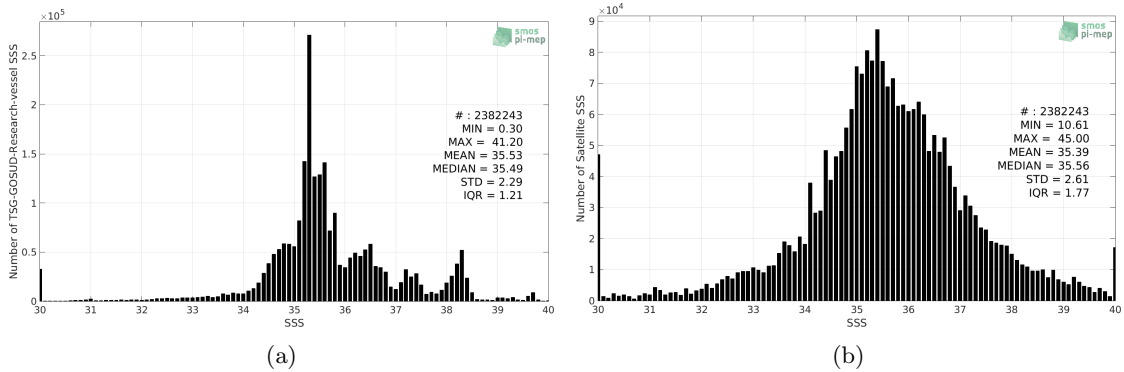 ×10⁵
smos
pi-mep
Number of TSG-GOSUD-Research-vessel SSS
2.5
2
1.5
1
0.5
0
# : 2382243
MIN = 0.30
MAX = 41.20
MEAN = 35.53
MEDIAN = 35.49
STD = 2.29
IQR = 1.21
30 31 32 33 34 35 36 37 38 39 40
SSS
(a)
×10⁴
smos
pi-mep
Number of Satellite SSS
9
8
7
6
5
4
3
2
1
0
# : 2382243
MIN = 10.61
MAX = 45.00
MEAN = 35.39
MEDIAN = 35.56
STD = 2.61
IQR = 1.77
30 31 32 33 34 35 36 37 38 39 40
SSS
(b)